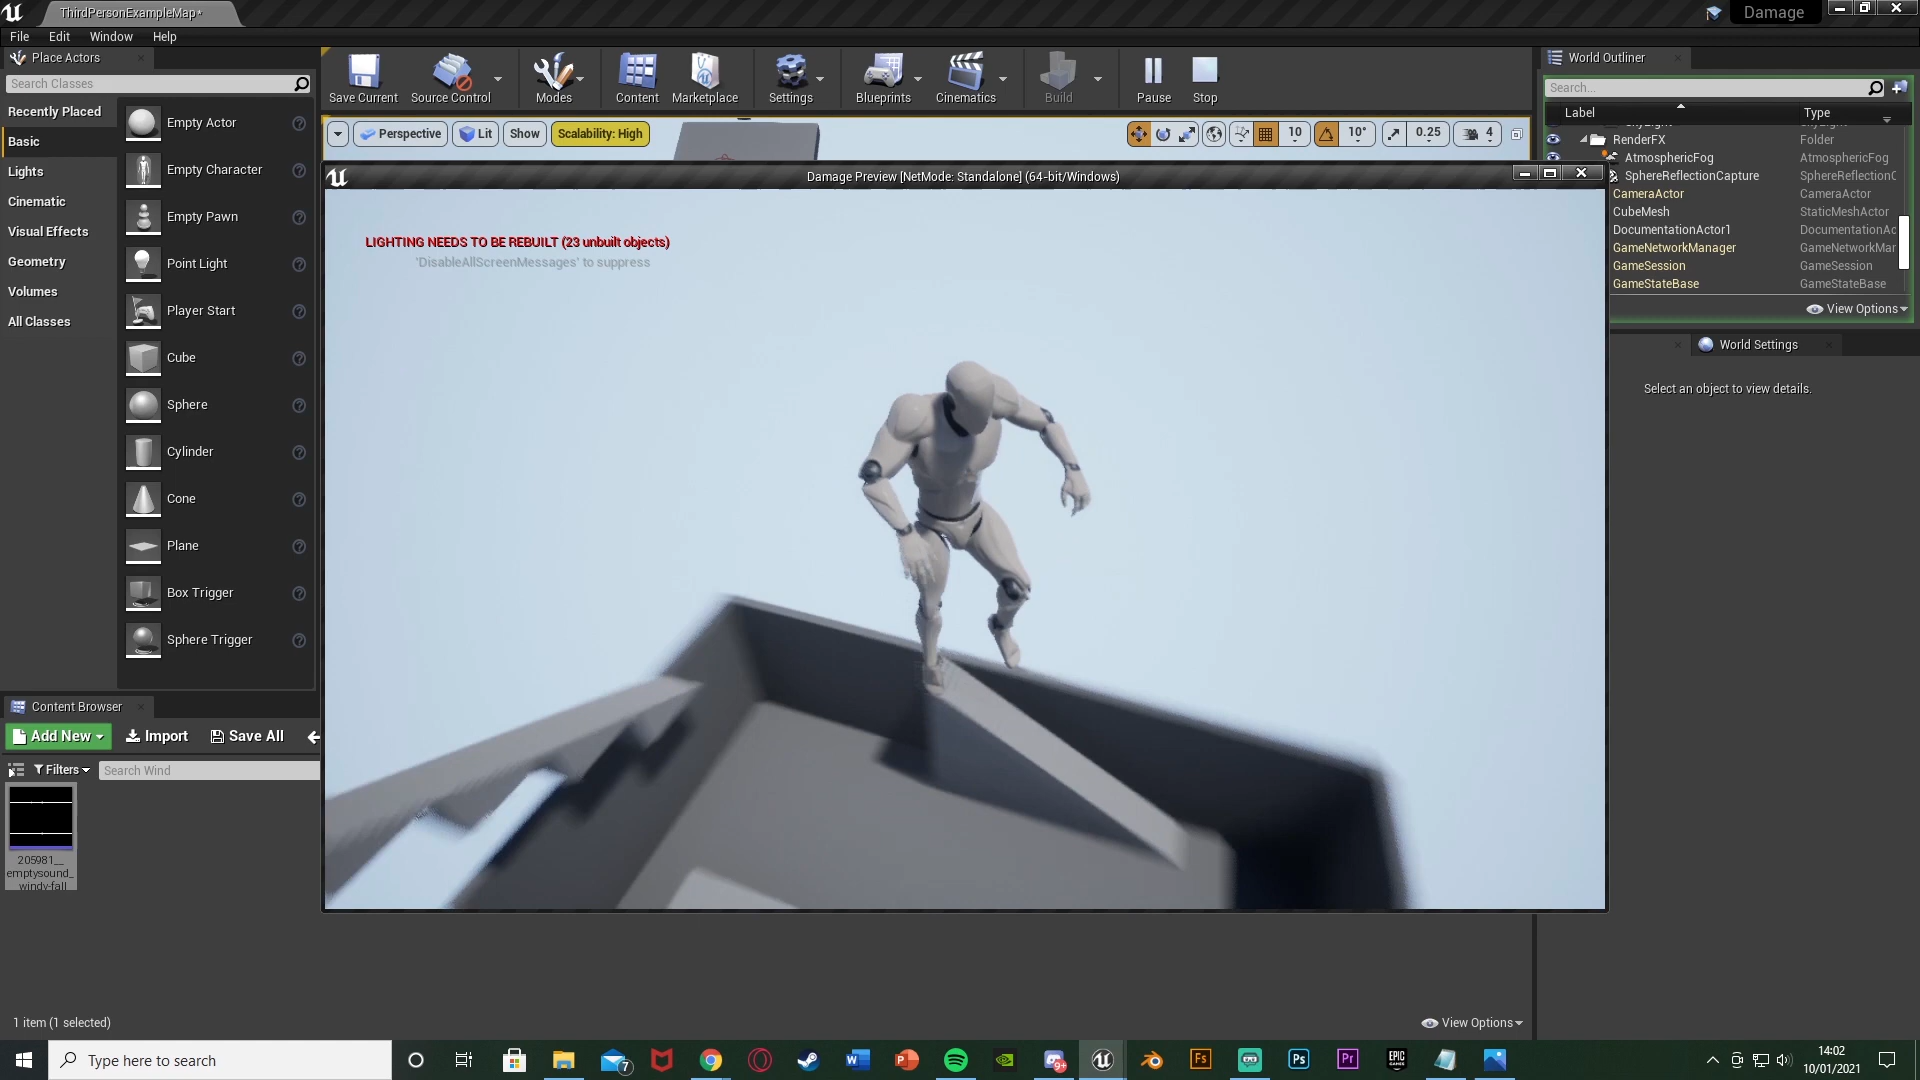 ThirdPersonExampleMap*
Damage
File Edit Window Help
Place Actors
Search Classes
Recently Placed
Basic
Lights
Cinematic
Visual Effects
Geometry
Volumes
All Classes
Empty Actor
Empty Character
Empty Pawn
Point Light
Player Start
Cube
Sphere
Cylinder
Cone
Plane
Box Trigger
Sphere Trigger
Save Current
Source Control
Modes
Content
Marketplace
Settings
Blueprints
Cinematics
Build
Pause
Stop
Perspective
Lit
Show
Scalability: High
10
10°
0.25
4
Damage Preview [NetMode: Standalone] (64-bit/Windows)
LIGHTING NEEDS TO BE REBUILT (23 unbuilt objects)
'DisableAllScreenMessages' to suppress
World Outliner
Search...
Label Type
RenderFX Folder
AtmosphericFog AtmosphericFog
SphereReflectionCapture SphereReflectionC
CameraActor CameraActor
CubeMesh StaticMeshActor
DocumentationActor1 DocumentationAc
GameNetworkManager GameNetworkMar
GameSession GameSession
GameStateBase GameStateBase
View Options
World Settings
Select an object to view details.
Content Browser
Add New Import Save All
Filters Search Wind
205981__
emptysound_
windy-fall
1 item (1 selected)
View Options
Type here to search
7
9+
14:02
10/01/2021